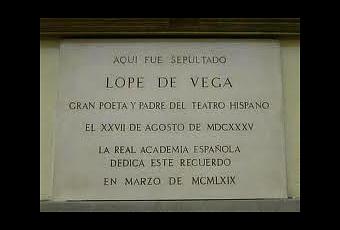 AQUI FUE SEPULTADO
LOPE DE VEGA
GRAN POETA Y PADRE DEL TEATRO HISPANO
EL XXVII DE AGOSTO DE MDCXXXV
LA REAL ACADEMIA ESPAÑOLA
DEDICA ESTE RECUERDO
EN MARZO DE MCMLXIX